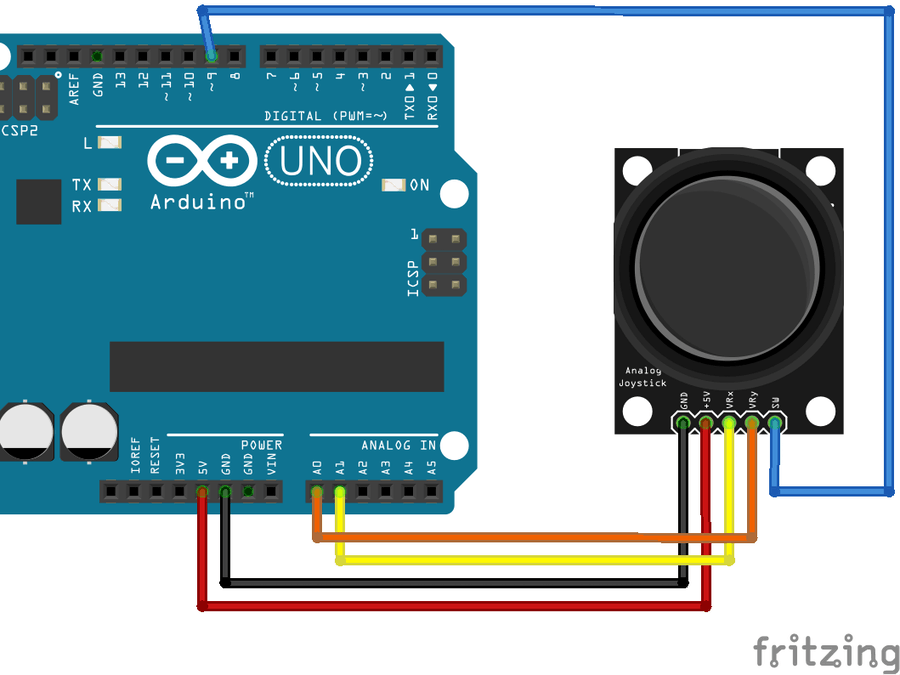 AREF
GND
13
12
~11
~10
~9
8
7
~6
~5
4
~3
2
TX0▶1
RX0◀0
DIGITAL (PWM=~)
ICSP2
L
TX
RX
UNO
Arduino™
ON
1
ICSP
Analog
Joystick
GND
+5V
VRx
VRy
SW
IOREF
RESET
3V3
5V
GND
GND
VIN
POWER
ANALOG IN
A0
A1
A2
A3
A4
A5
fritzing